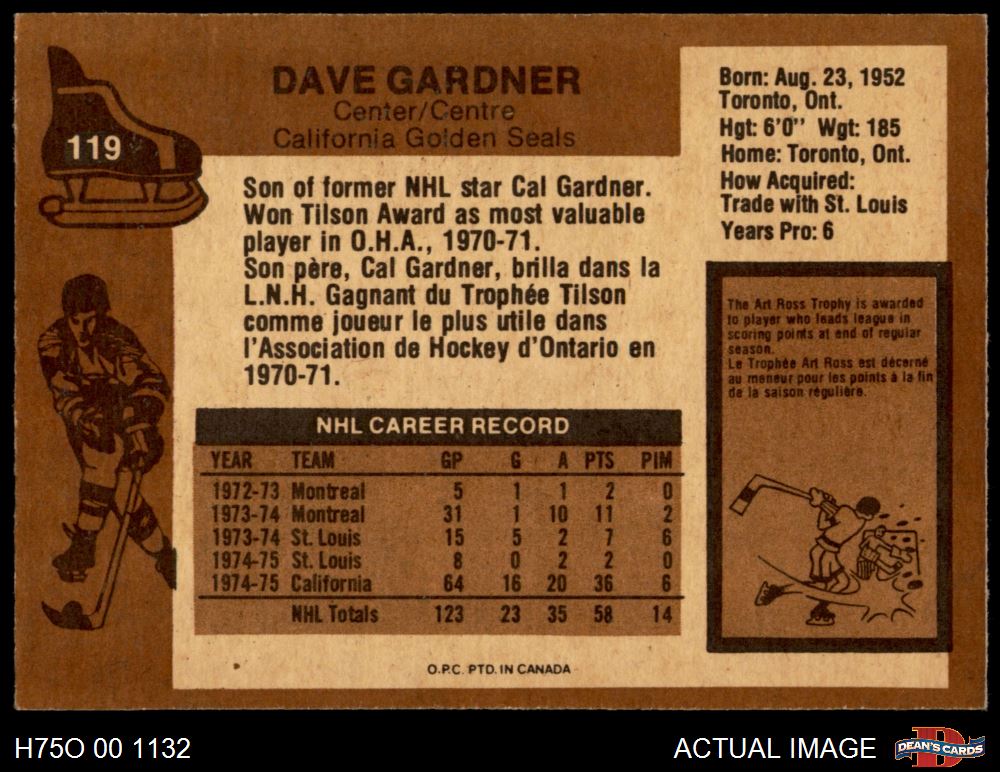 119
DAVE GARDNER
Center/Centre
California Golden Seals
Son of former NHL star Cal Gardner.
Won Tilson Award as most valuable
player in O.H.A., 1970-71.
Son père, Cal Gardner, brilla dans la
L.N.H. Gagnant du Trophée Tilson
comme joueur le plus utile dans
l'Association de Hockey d'Ontario en
1970-71.
Born: Aug. 23, 1952
Toronto, Ont.
Hgt: 6'0" Wgt: 185
Home: Toronto, Ont.
How Acquired:
Trade with St. Louis
Years Pro: 6
The Art Ross Trophy is awarded
to player who leads league in
scoring points at end of regular
season.
Le Trophée Art Ross est décerné
au meneur pour les points à la fin
de la saison régulière.
NHL CAREER RECORD
YEAR TEAM GP G A PTS PIM
1972-73 Montreal 5 1 1 2 0
1973-74 Montreal 31 1 10 11 2
1973-74 St. Louis 15 5 2 7 6
1974-75 St. Louis 8 0 2 2 0
1974-75 California 64 16 20 36 6
NHL Totals 123 23 35 58 14
O.P.C. PTD. IN CANADA
H75O 00 1132
ACTUAL IMAGE
D
DEAN'S CARDS